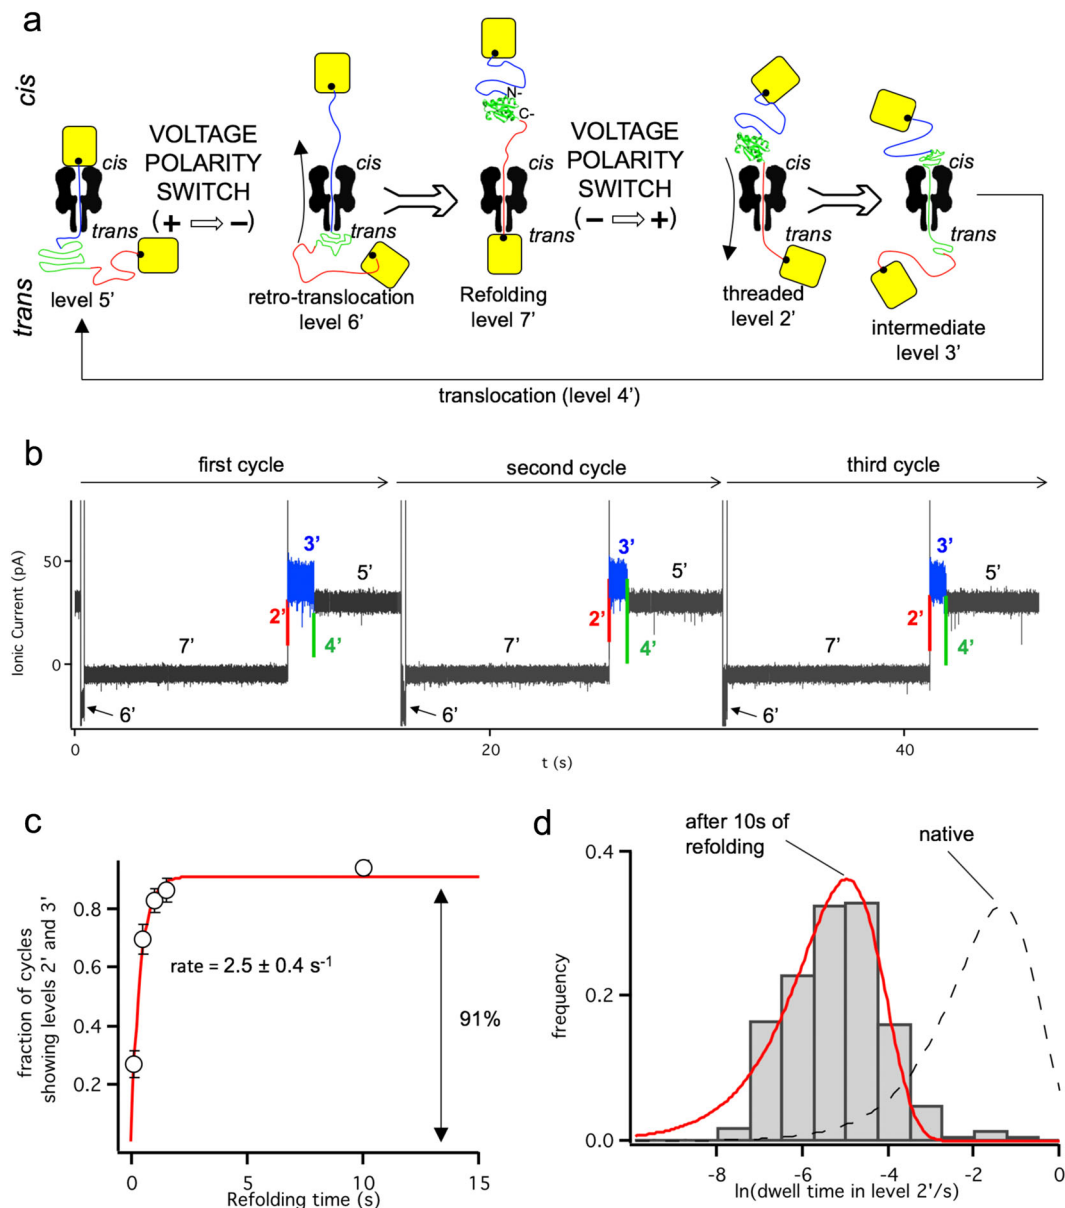 a
cis
trans
cis
trans
level 5'
VOLTAGE
POLARITY
SWITCH
(+ ⇨ −)
cis
trans
retro-translocation
level 6'
N-
C-
cis
trans
Refolding
level 7'
VOLTAGE
POLARITY
SWITCH
(− ⇨ +)
cis
trans
threaded
level 2'
cis
trans
intermediate
level 3'
translocation (level 4')
b
first cycle
second cycle
third cycle
Ionic Current (pA)
50
0
6'
7'
2'
3'
4'
5'
6'
7'
2'
3'
4'
5'
6'
7'
2'
3'
4'
5'
0
20
40
t (s)
c
fraction of cycles
showing levels 2' and 3'
0.8
0.6
0.4
0.2
rate = 2.5 ± 0.4 s-1
91%
0
5
10
15
Refolding time (s)
d
after 10s of
refolding
native
frequency
0.4
0.2
0.0
-8
-6
-4
-2
0
ln(dwell time in level 2'/s)